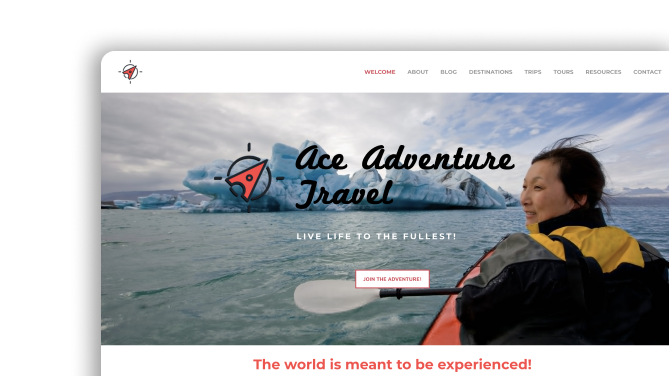 WELCOME ABOUT BLOG DESTINATIONS TRIPS TOURS RESOURCES CONTACT
Ace Adventure
Travel
LIVE LIFE TO THE FULLEST!
JOIN THE ADVENTURE!
The world is meant to be experienced!